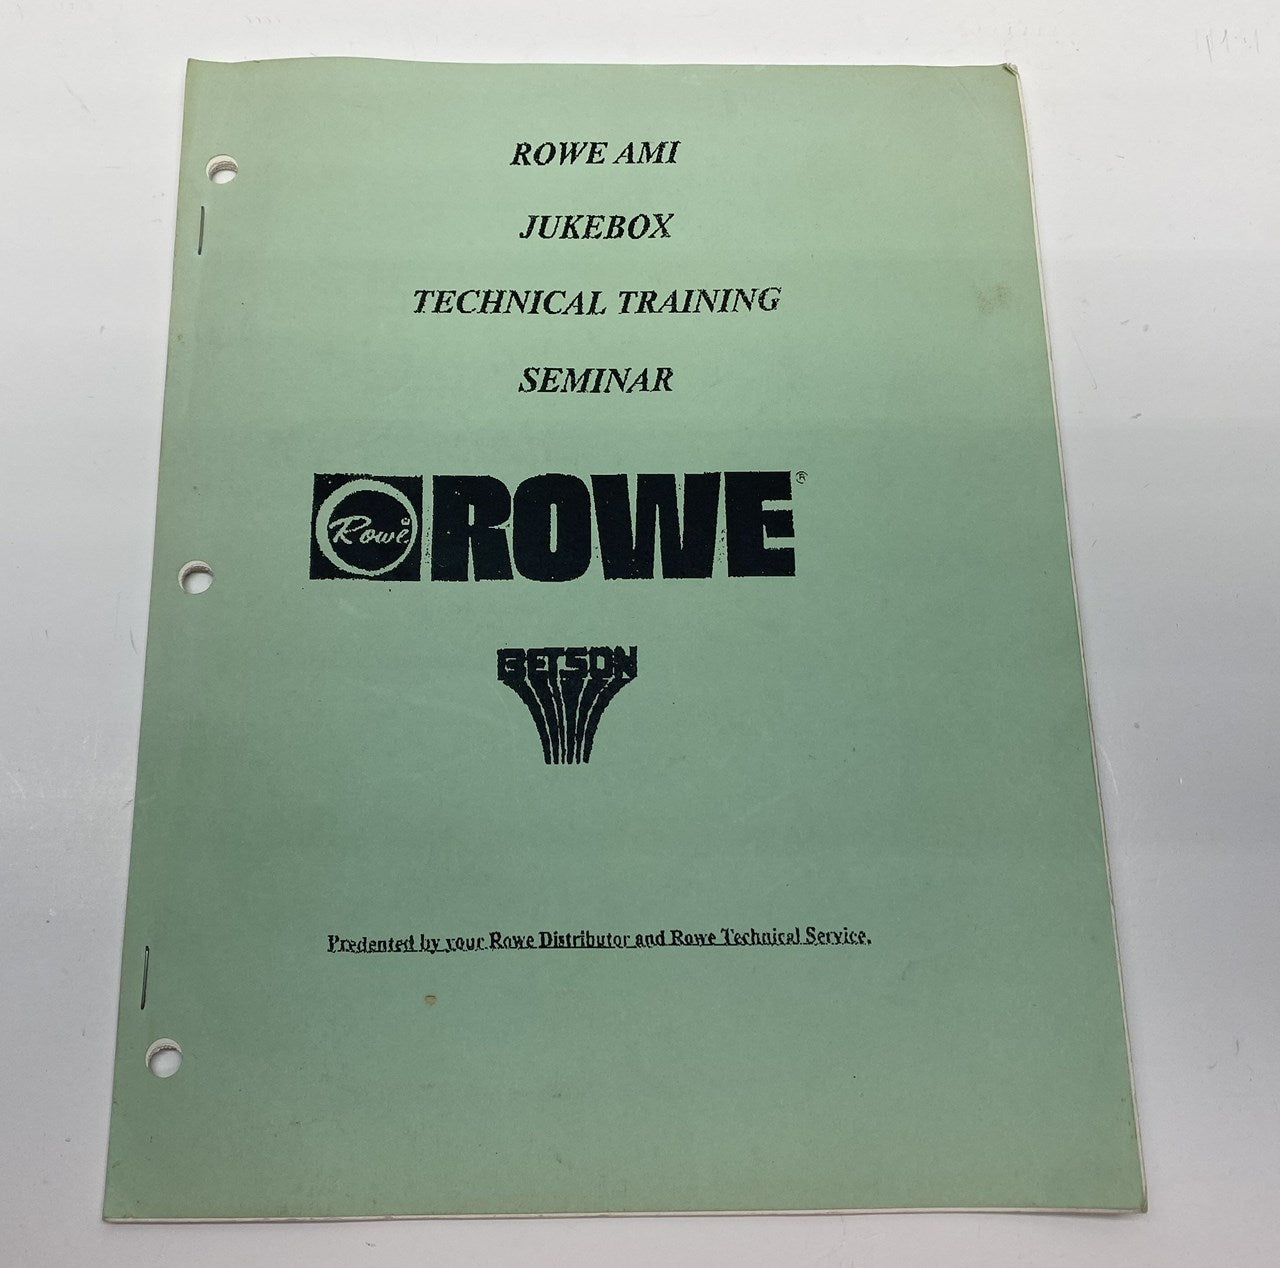 ROWE AMI
JUKEBOX
TECHNICAL TRAINING
SEMINAR
Rowe ROWE®
BETSON
Predented by your Rowe Distributor and Rowe Technical Service.